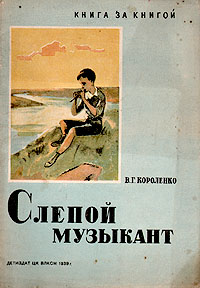 КНИГА ЗА КНИГОЙ
В.Г. КОРОЛЕНКО
СЛЕПОЙ
МУЗЫКАНТ
ДЕТИЗДАТ ЦК ВЛКСМ 1939 г.